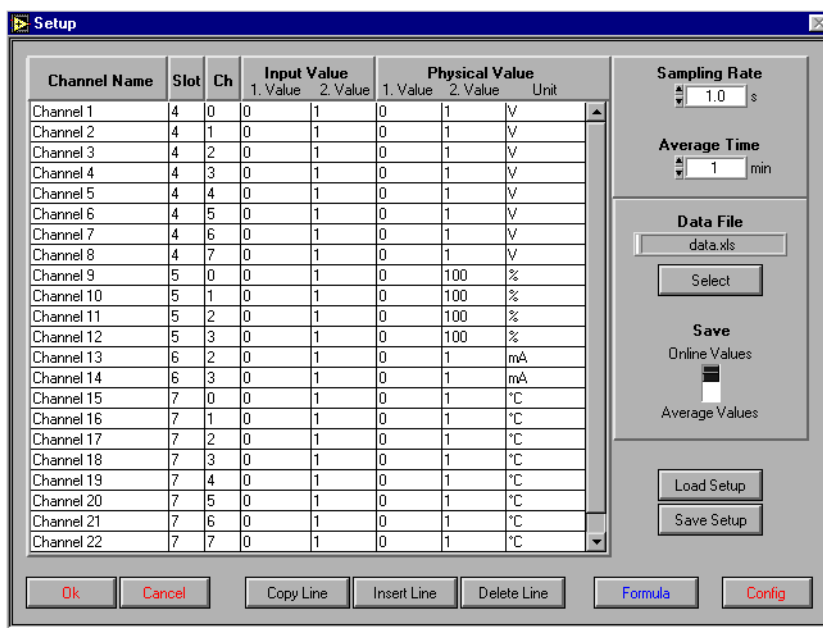 Setup
Channel Name Slot Ch Input Value Physical Value
1. Value 2. Value 1. Value 2. Value Unit
Channel 1 4 0 0 1 0 1 V
Channel 2 4 1 0 1 0 1 V
Channel 3 4 2 0 1 0 1 V
Channel 4 4 3 0 1 0 1 V
Channel 5 4 4 0 1 0 1 V
Channel 6 4 5 0 1 0 1 V
Channel 7 4 6 0 1 0 1 V
Channel 8 4 7 0 1 0 1 V
Channel 9 5 0 0 1 0 100 %
Channel 10 5 1 0 1 0 100 %
Channel 11 5 2 0 1 0 100 %
Channel 12 5 3 0 1 0 100 %
Channel 13 6 2 0 1 0 1 mA
Channel 14 6 3 0 1 0 1 mA
Channel 15 7 0 0 1 0 1 °C
Channel 16 7 1 0 1 0 1 °C
Channel 17 7 2 0 1 0 1 °C
Channel 18 7 3 0 1 0 1 °C
Channel 19 7 4 0 1 0 1 °C
Channel 20 7 5 0 1 0 1 °C
Channel 21 7 6 0 1 0 1 °C
Channel 22 7 7 0 1 0 1 °C
Sampling Rate
1.0 s
Average Time
1 min
Data File
data.xls
Select
Save
Online Values
Average Values
Load Setup
Save Setup
Ok Cancel Copy Line Insert Line Delete Line Formula Config